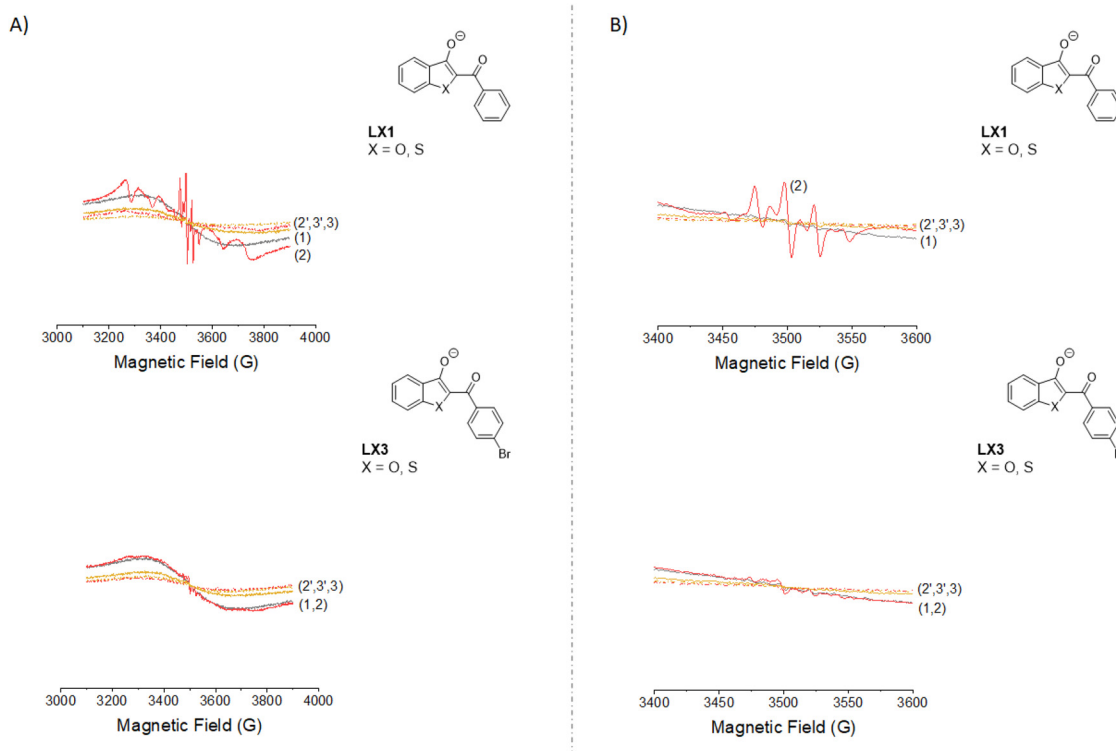 A)
O⊖
O
X
LX1
X = O, S
(2',3',3)
(1)
(2)
3000 3200 3400 3600 3800 4000
Magnetic Field (G)
O⊖
O
X
Br
LX3
X = O, S
(2',3',3)
(1,2)
3000 3200 3400 3600 3800 4000
Magnetic Field (G)
B)
O⊖
O
X
LX1
X = O, S
(2)
(2',3',3)
(1)
3400 3450 3500 3550 3600
Magnetic Field (G)
O⊖
O
X
LX3
X = O, S
(2',3',3)
(1,2)
3400 3450 3500 3550 3600
Magnetic Field (G)